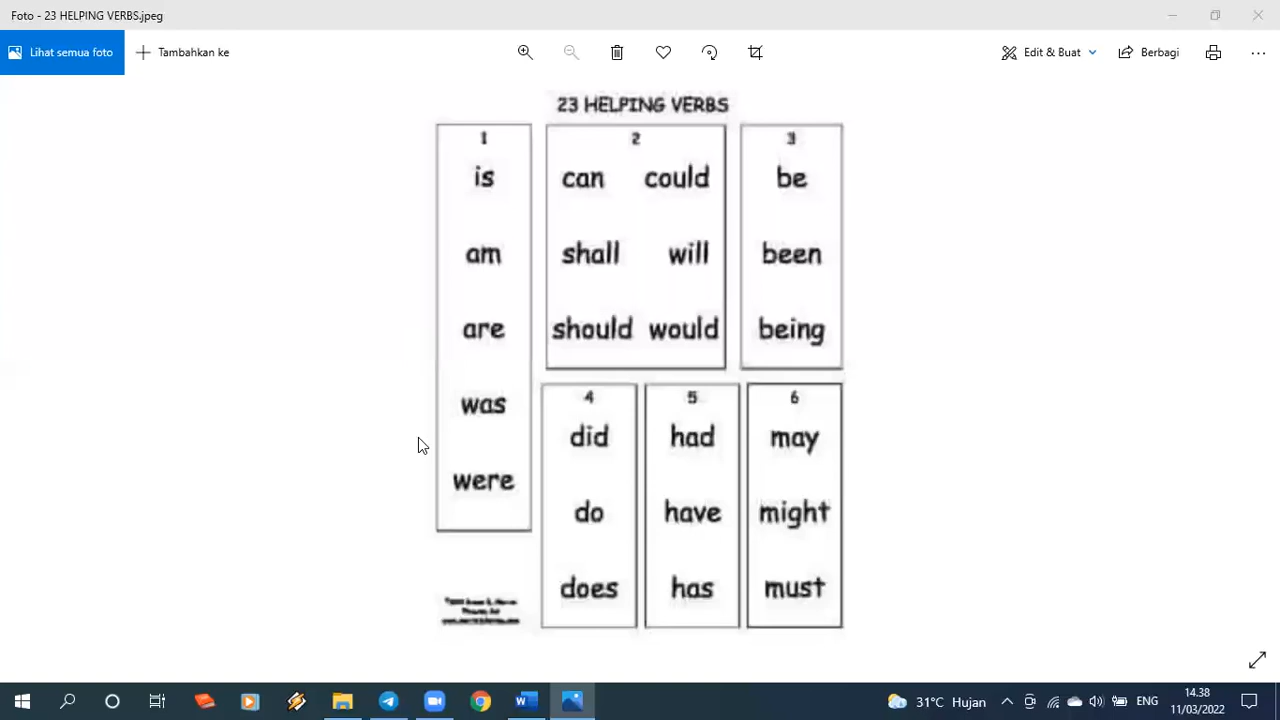 Foto - 23 HELPING VERBS.jpeg
Lihat semua foto
Tambahkan ke
Edit & Buat
Berbagi
23 HELPING VERBS
1
is
am
are
was
were
2
can could
shall will
should would
3
be
been
being
4
did
do
does
5
had
have
has
6
may
might
must
31°C Hujan
ENG
14.38
11/03/2022